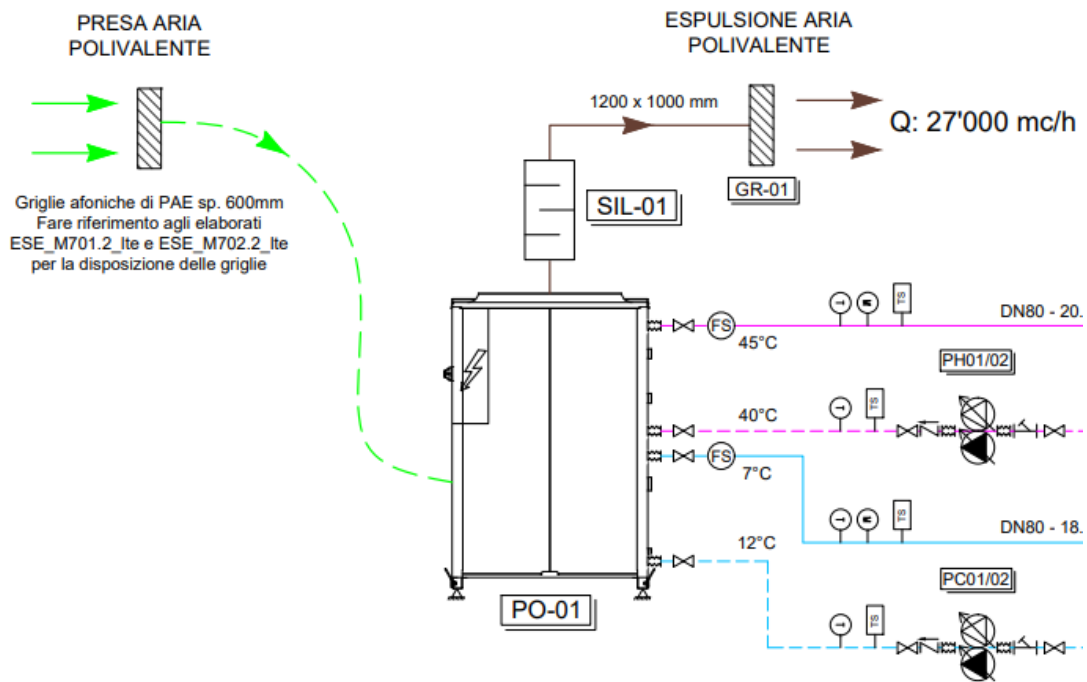 PRESA ARIA
POLIVALENTE
ESPULSIONE ARIA
POLIVALENTE
1200 x 1000 mm
Q: 27'000 mc/h
Griglie afoniche di PAE sp. 600mm
Fare riferimento agli elaborati
ESE_M701.2_Ite e ESE_M702.2_Ite
per la disposizione delle griglie
SIL-01
GR-01
T
M
TS
FS
DN80 - 20.
45°C
PH01/02
40°C
T
TS
FS
7°C
T
M
TS
DN80 - 18.
12°C
PC01/02
T
TS
PO-01